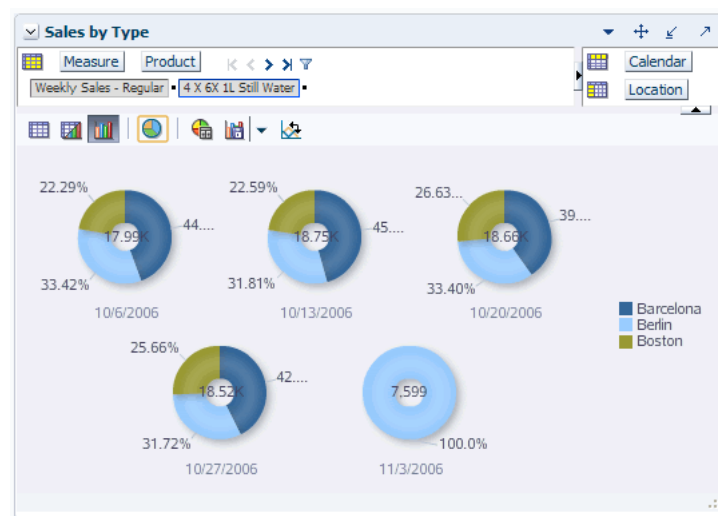 Sales by Type
Measure Product
Calendar
Weekly Sales - Regular 4 X 6X 1L Still Water
Location
22.29% 22.59% 26.63...
44.... 45.... 39....
17.99K 18.75K 18.66K
33.42% 31.81% 33.40%
10/6/2006 10/13/2006 10/20/2006
Barcelona
Berlin
Boston
25.66%
42....
18.52K 7,599
31.72% 100.0%
10/27/2006 11/3/2006